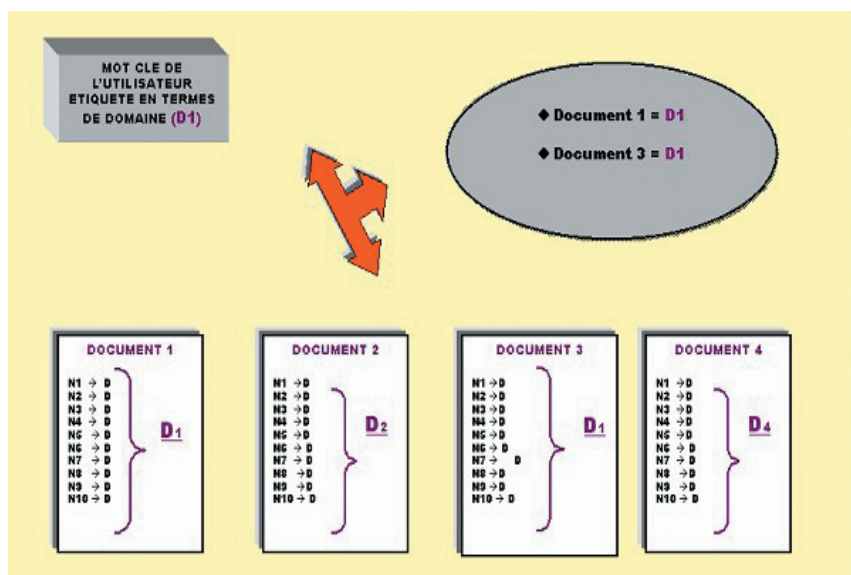 MOT CLE DE
L'UTILISATEUR
ETIQUETE EN TERMES
DE DOMAINE (D1)
◆ Document 1 = D1
◆ Document 3 = D1
DOCUMENT 1
N1 → D
N2 → D
N3 → D
N4 → D
N5 → D
N6 → D
N7 → D
N8 → D
N9 → D
N10 → D
D1
DOCUMENT 2
N1 → D
N2 → D
N3 → D
N4 → D
N5 → D
N6 → D
N7 → D
N8 → D
N9 → D
N10 → D
D2
DOCUMENT 3
N1 → D
N2 → D
N3 → D
N4 → D
N5 → D
N6 → D
N7 → D
N8 → D
N9 → D
N10 → D
D1
DOCUMENT 4
N1 → D
N2 → D
N3 → D
N4 → D
N5 → D
N6 → D
N7 → D
N8 → D
N9 → D
N10 → D
D4